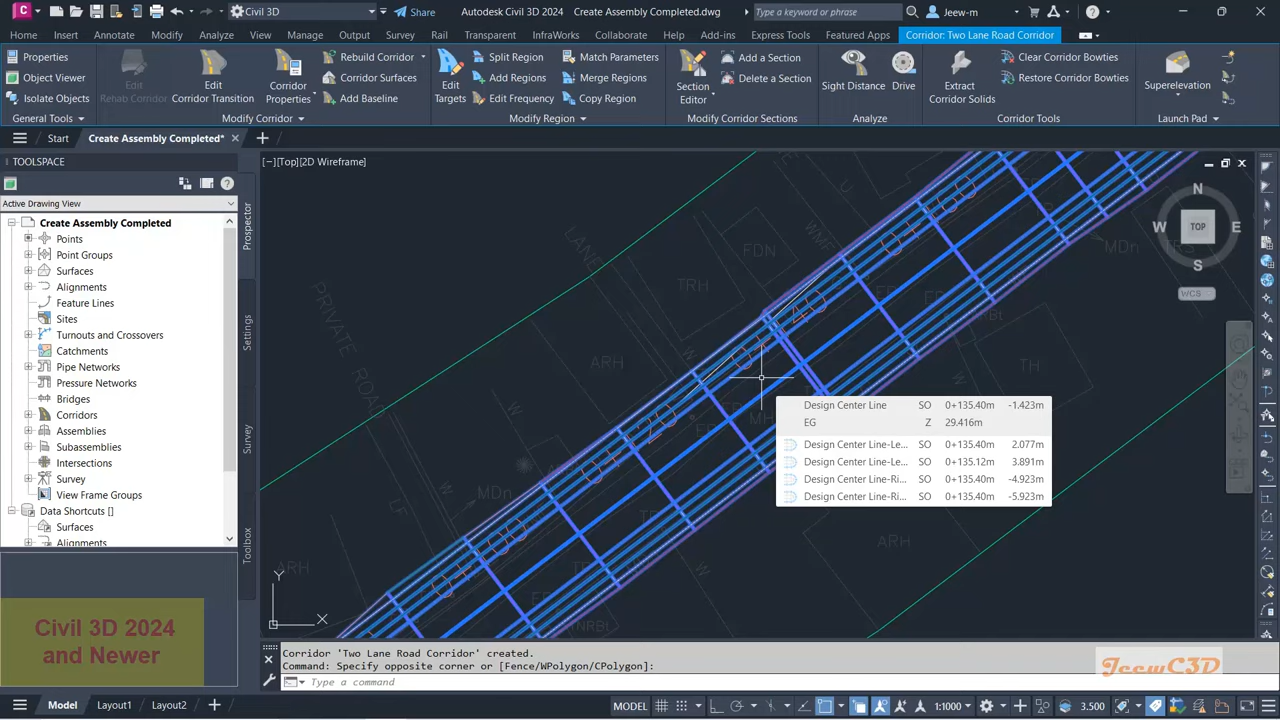 Civil 3D
Share
Autodesk Civil 3D 2024
Create Assembly Completed.dwg
Type a keyword or phrase
Jeew-m
Home
Insert
Annotate
Modify
Analyze
View
Manage
Output
Survey
Rail
Transparent
InfraWorks
Collaborate
Help
Add-ins
Express Tools
Featured Apps
Corridor: Two Lane Road Corridor
Properties
Object Viewer
Isolate Objects
General Tools
Edit
Rehab Corridor
Edit
Corridor Transition
Corridor
Properties
Rebuild Corridor
Corridor Surfaces
Add Baseline
Modify Corridor
Edit
Targets
Split Region
Add Regions
Edit Frequency
Match Parameters
Merge Regions
Copy Region
Modify Region
Section
Editor
Add a Section
Delete a Section
Modify Corridor Sections
Sight Distance
Drive
Analyze
Extract
Corridor Solids
Clear Corridor Bowties
Restore Corridor Bowties
Corridor Tools
Superelevation
Launch Pad
Start
Create Assembly Completed*
TOOLSPACE
Active Drawing View
Create Assembly Completed
Points
Point Groups
Surfaces
Alignments
Feature Lines
Sites
Turnouts and Crossovers
Catchments
Pipe Networks
Pressure Networks
Bridges
Corridors
Assemblies
Subassemblies
Intersections
Survey
View Frame Groups
Data Shortcuts []
Surfaces
Alignments
Prospector
Settings
Survey
Toolbox
Civil 3D 2024
and Newer
[−][Top][2D Wireframe]
N
W
TOP
E
S
WCS
PRIVATE ROAD
LANE
FDN
TRH
ARH
W
MDn
LF
ARH
TH
MDn
TRS
ARH
W
Y
X
Design Center Line SO 0+135.40m -1.423m
EG Z 29.416m
Design Center Line-Le... SO 0+135.40m 2.077m
Design Center Line-Le... SO 0+135.12m 3.891m
Design Center Line-Ri... SO 0+135.40m -4.923m
Design Center Line-Ri... SO 0+135.40m -5.923m
Corridor 'Two Lane Road Corridor' created.
Command: Specify opposite corner or [Fence/WPolygon/CPolygon]:
Type a command
JeewC3D
Model
Layout1
Layout2
MODEL
1:1000
3.500